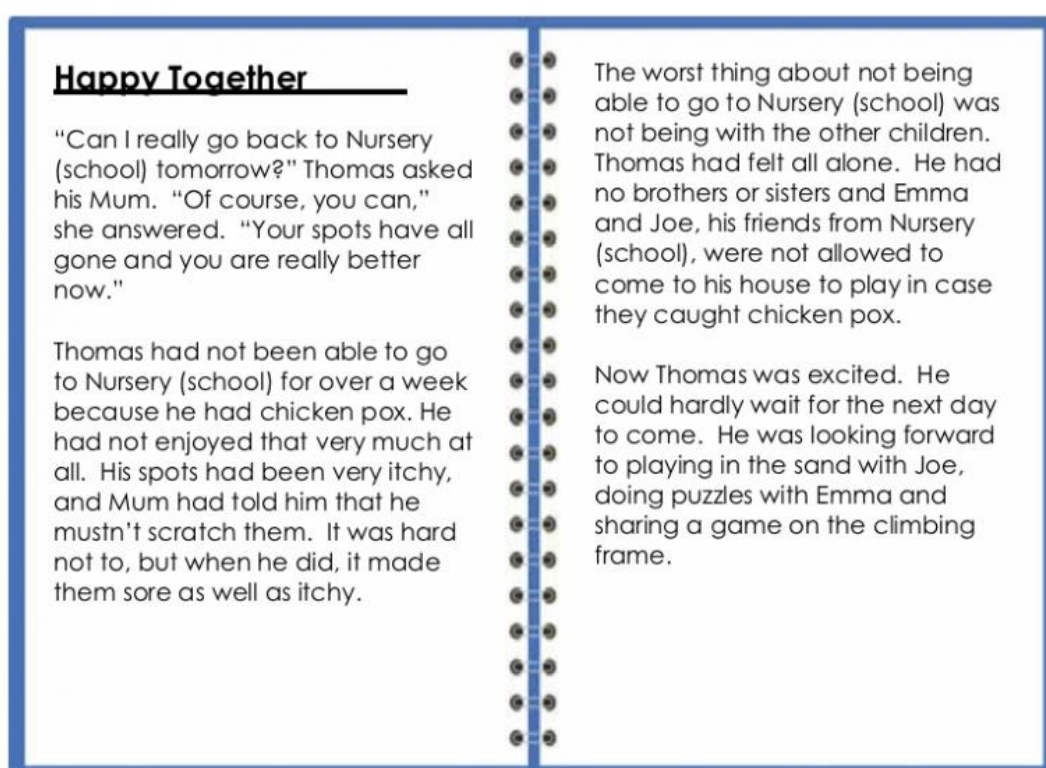 Happy Together
“Can I really go back to Nursery
(school) tomorrow?” Thomas asked
his Mum.  “Of course, you can,”
she answered.  “Your spots have all
gone and you are really better
now.”
Thomas had not been able to go
to Nursery (school) for over a week
because he had chicken pox. He
had not enjoyed that very much at
all.  His spots had been very itchy,
and Mum had told him that he
mustn’t scratch them.  It was hard
not to, but when he did, it made
them sore as well as itchy.
The worst thing about not being
able to go to Nursery (school) was
not being with the other children.
Thomas had felt all alone.  He had
no brothers or sisters and Emma
and Joe, his friends from Nursery
(school), were not allowed to
come to his house to play in case
they caught chicken pox.
Now Thomas was excited.  He
could hardly wait for the next day
to come.  He was looking forward
to playing in the sand with Joe,
doing puzzles with Emma and
sharing a game on the climbing
frame.